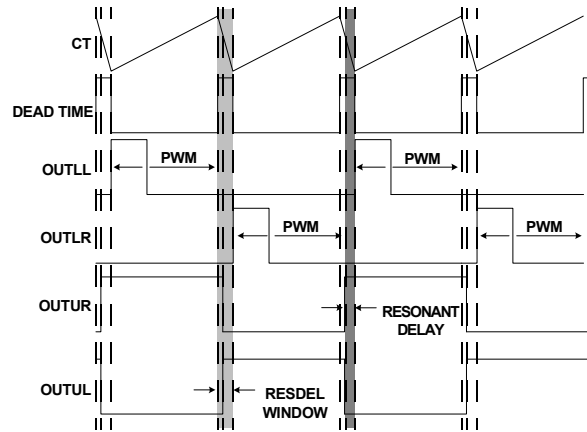 CT
DEAD TIME
PWM
PWM
OUTLL
PWM
PWM
OUTLR
OUTUR
RESONANT
DELAY
OUTUL
RESDEL
WINDOW